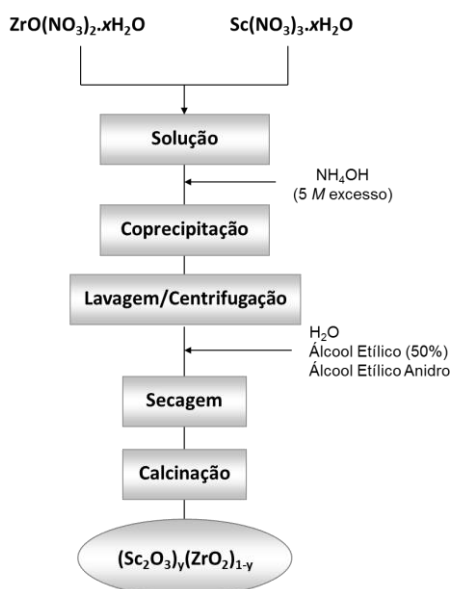 ZrO(NO₃)₂.xH₂O
Sc(NO₃)₃.xH₂O
Solução
NH₄OH
(5 M excesso)
Coprecipitação
Lavagem/Centrifugação
H₂O
Álcool Etílico (50%)
Álcool Etílico Anidro
Secagem
Calcinação
(Sc₂O₃)y(ZrO₂)1-y